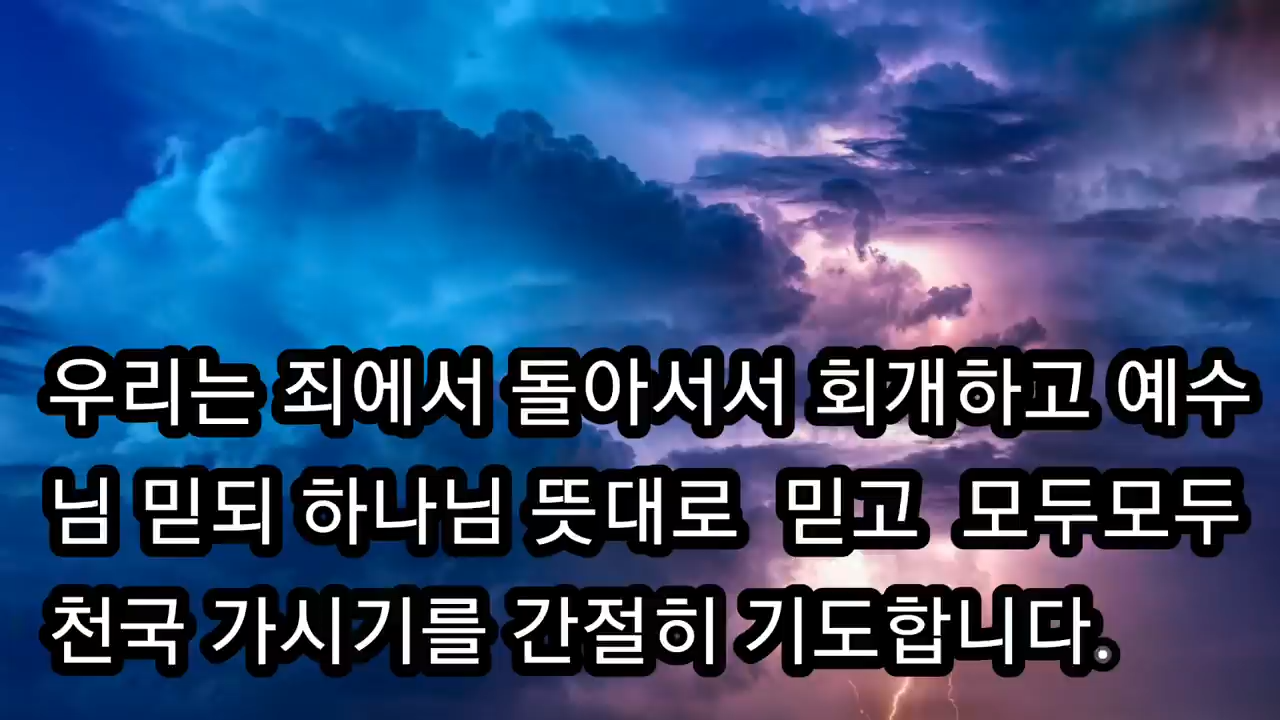 우리는 죄에서 돌아서서 회개하고 예수
님 믿되 하나님 뜻대로 믿고 모두모두
천국 가시기를 간절히 기도합니다.